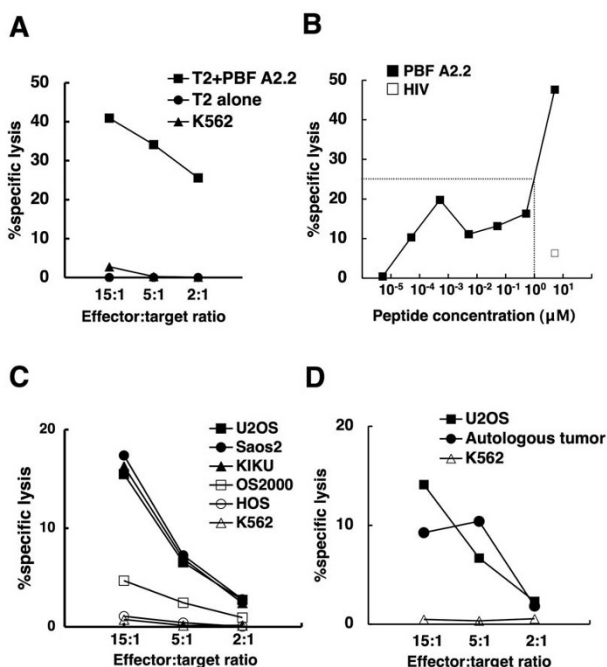 A
T2+PBF A2.2
T2 alone
K562
50
40
30
20
10
0
%specific lysis
15:1 5:1 2:1
Effector:target ratio
B
PBF A2.2
HIV
50
40
30
20
10
0
%specific lysis
10⁻⁵ 10⁻⁴ 10⁻³ 10⁻² 10⁻¹ 10⁰ 10¹
Peptide concentration (μM)
C
U2OS
Saos2
KIKU
OS2000
HOS
K562
20
10
0
%specific lysis
15:1 5:1 2:1
Effector:target ratio
D
U2OS
Autologous tumor
K562
20
10
0
%specific lysis
15:1 5:1 2:1
Effector:target ratio